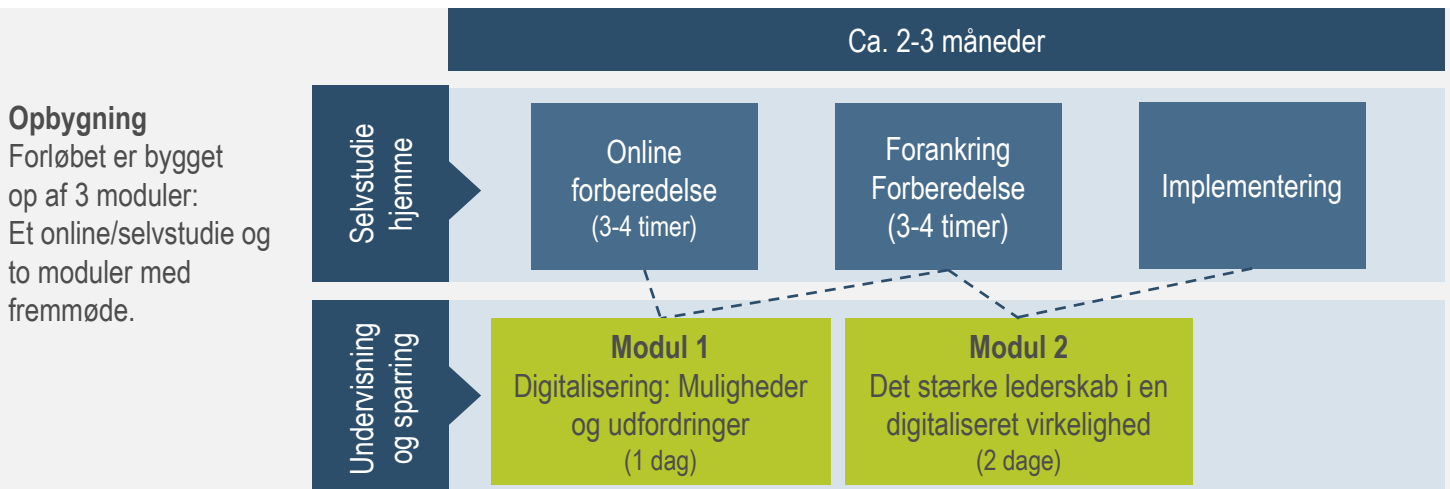 Ca. 2-3 måneder
Opbygning
Forløbet er bygget
op af 3 moduler:
Et online/selvstudie og
to moduler med
fremmøde.
Selvstudie
hjemme
Online
forberedelse
(3-4 timer)
Forankring
Forberedelse
(3-4 timer)
Implementering
Undervisning
og sparring
Modul 1
Digitalisering: Muligheder
og udfordringer
(1 dag)
Modul 2
Det stærke lederskab i en
digitaliseret virkelighed
(2 dage)